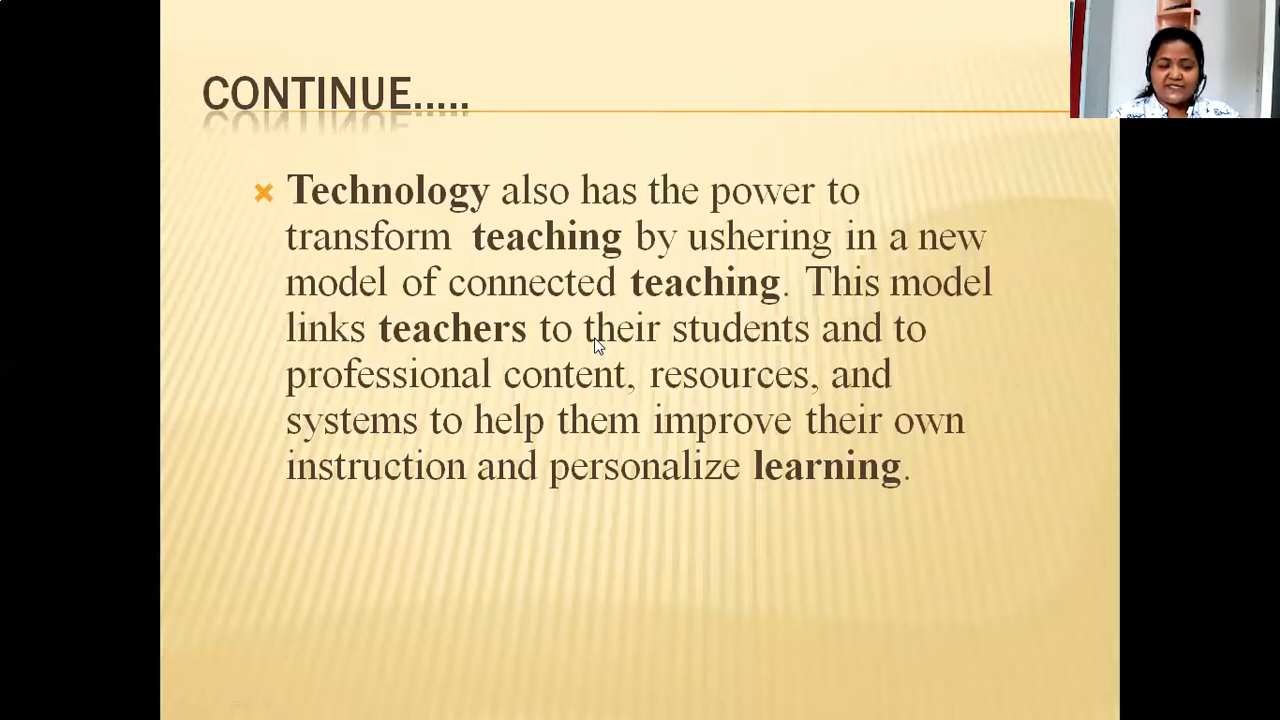 CONTINUE.....
Technology also has the power to
transform teaching by ushering in a new
model of connected teaching. This model
links teachers to their students and to
professional content, resources, and
systems to help them improve their own
instruction and personalize learning.